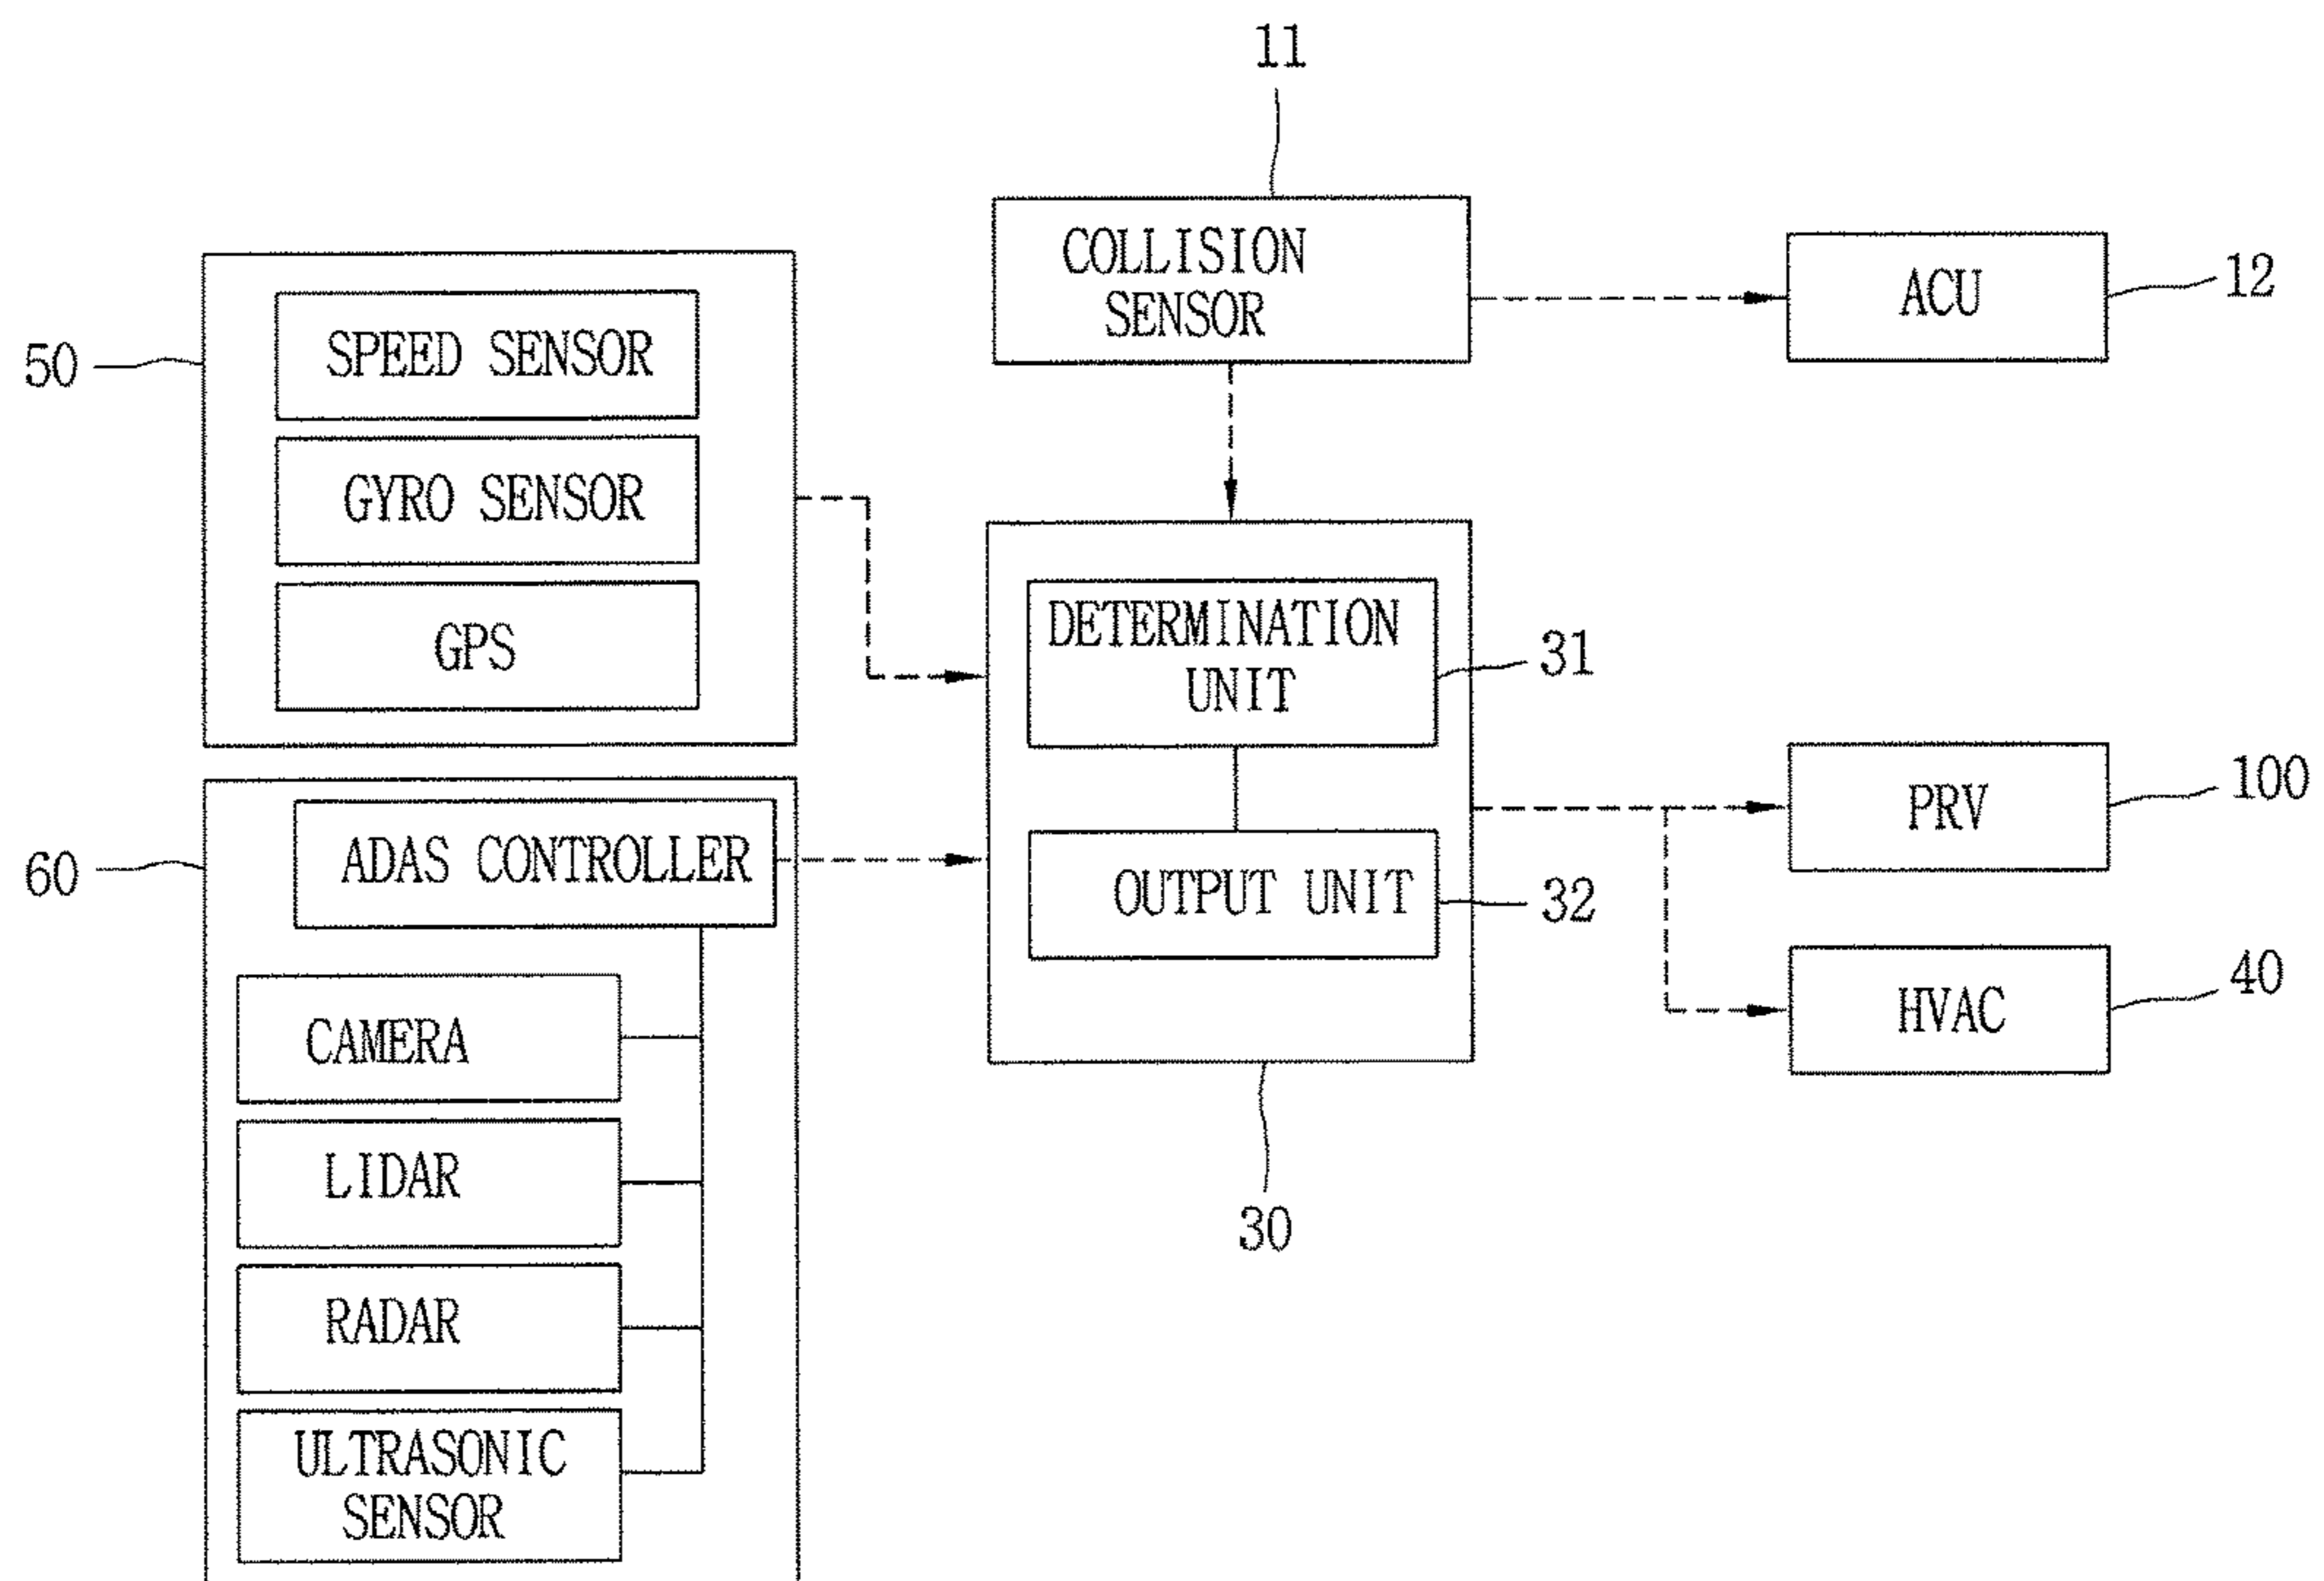 11
COLLISION
SENSOR
ACU
12
50
SPEED SENSOR
GYRO SENSOR
GPS
DETERMINATION
UNIT
31
OUTPUT UNIT
32
30
PRV
100
HVAC
40
60
ADAS CONTROLLER
CAMERA
LIDAR
RADAR
ULTRASONIC
SENSOR